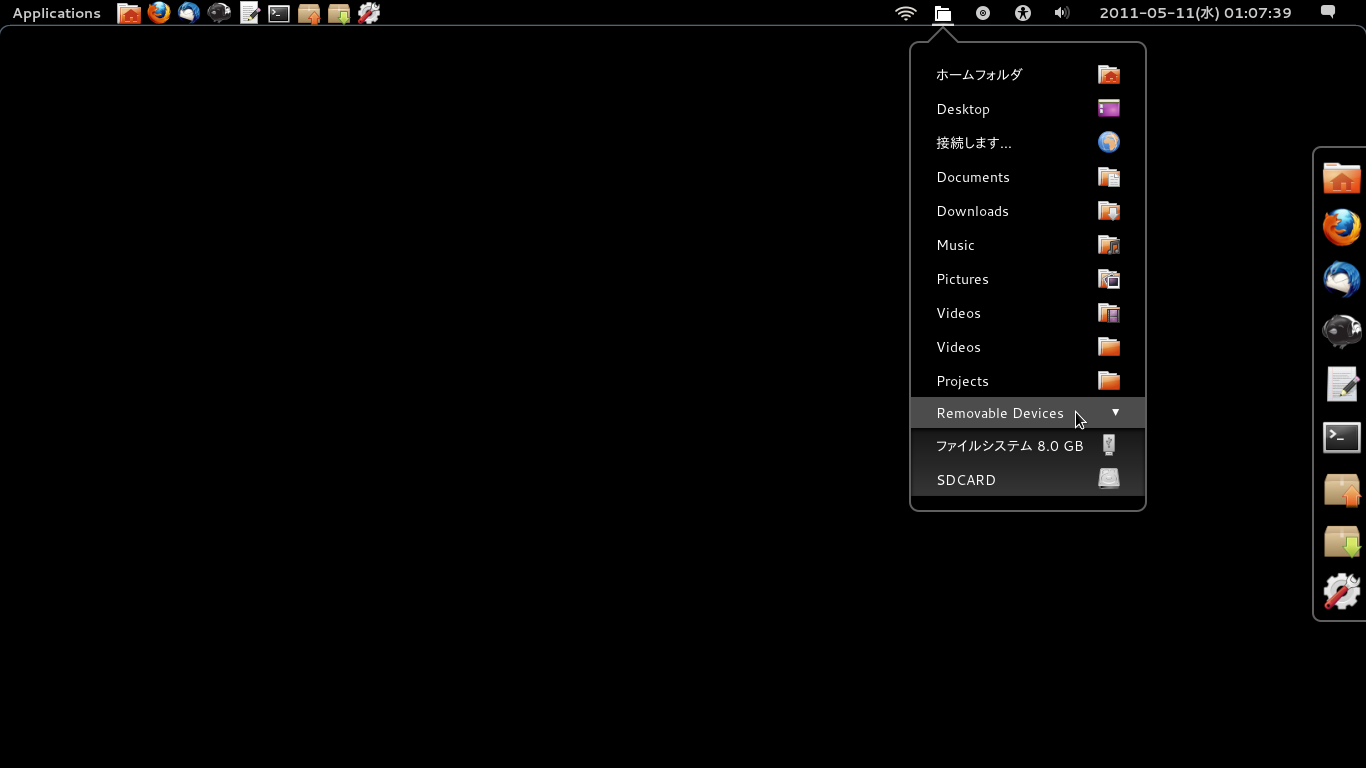 Applications
2011-05-11(水) 01:07:39
ホームフォルダ
Desktop
接続します...
Documents
Downloads
Music
Pictures
Videos
Videos
Projects
Removable Devices
ファイルシステム 8.0 GB
SDCARD